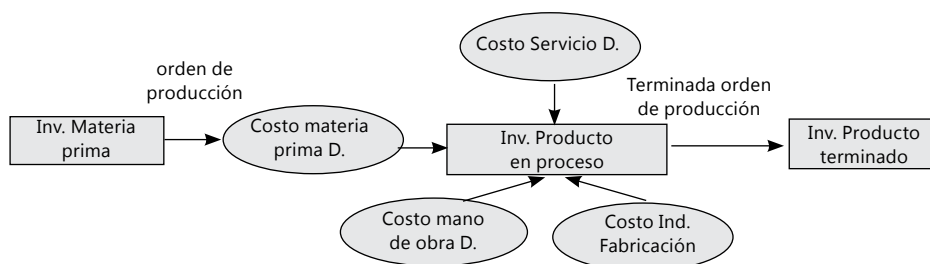 Costo Servicio D.
orden de
producción
Terminada orden
de producción
Inv. Materia
prima
Costo materia
prima D.
Inv. Producto
en proceso
Inv. Producto
terminado
Costo mano
de obra D.
Costo Ind.
Fabricación